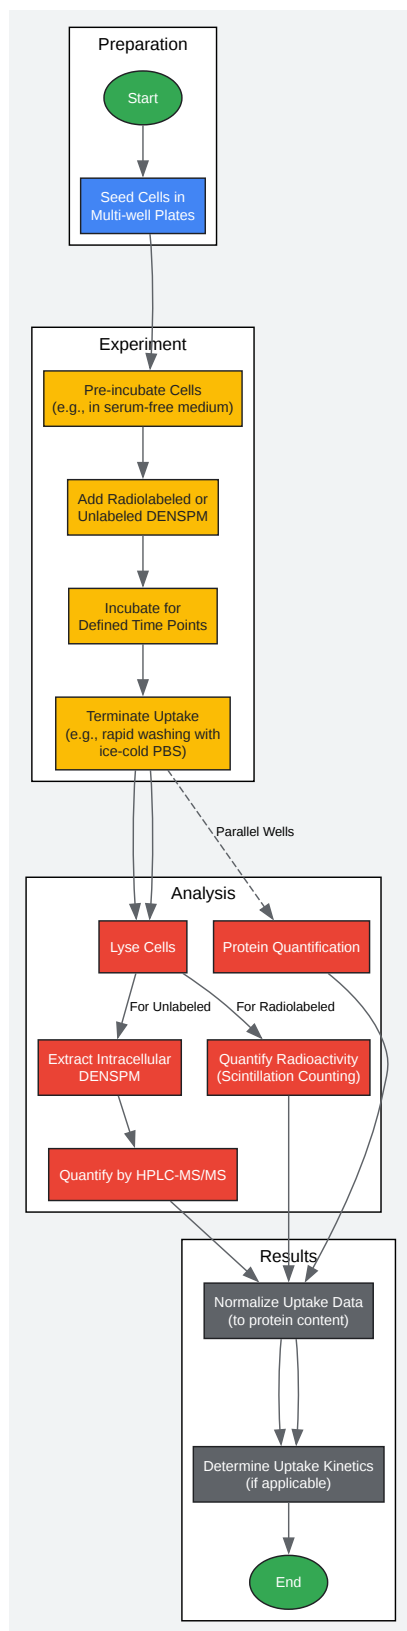 Preparation
Start
Seed Cells in
Multi-well Plates
Experiment
Pre-incubate Cells
(e.g., in serum-free medium)
Add Radiolabeled or
Unlabeled DENSPM
Incubate for
Defined Time Points
Terminate Uptake
(e.g., rapid washing with
ice-cold PBS)
Parallel Wells
Analysis
Lyse Cells
Protein Quantification
For Unlabeled
For Radiolabeled
Extract Intracellular
DENSPM
Quantify Radioactivity
(Scintillation Counting)
Quantify by HPLC-MS/MS
Results
Normalize Uptake Data
(to protein content)
Determine Uptake Kinetics
(if applicable)
End